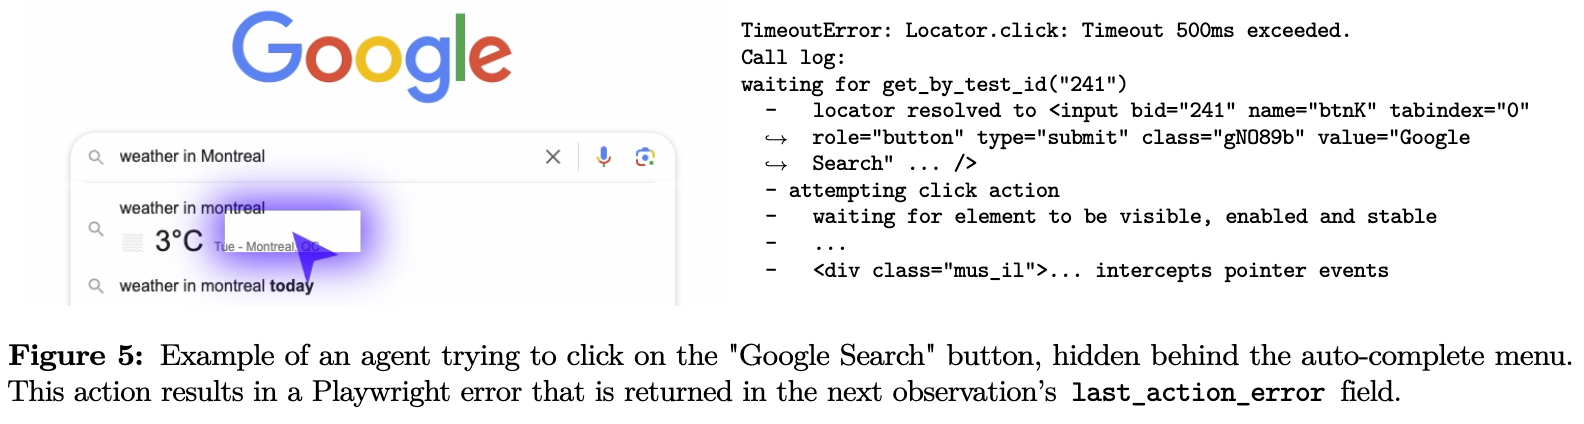 Google
weather in Montreal
weather in montreal
3°C Tue - Montreal, QC
weather in montreal today
TimeoutError: Locator.click: Timeout 500ms exceeded.
Call log:
waiting for get_by_test_id("241")
- locator resolved to <input bid="241" name="btnK" tabindex="0"
↪ role="button" type="submit" class="gNO89b" value="Google
↪ Search" ... />
- attempting click action
- waiting for element to be visible, enabled and stable
- ...
- <div class="mus_il">... intercepts pointer events
Figure 5: Example of an agent trying to click on the "Google Search" button, hidden behind the auto-complete menu.
This action results in a Playwright error that is returned in the next observation's last_action_error field.